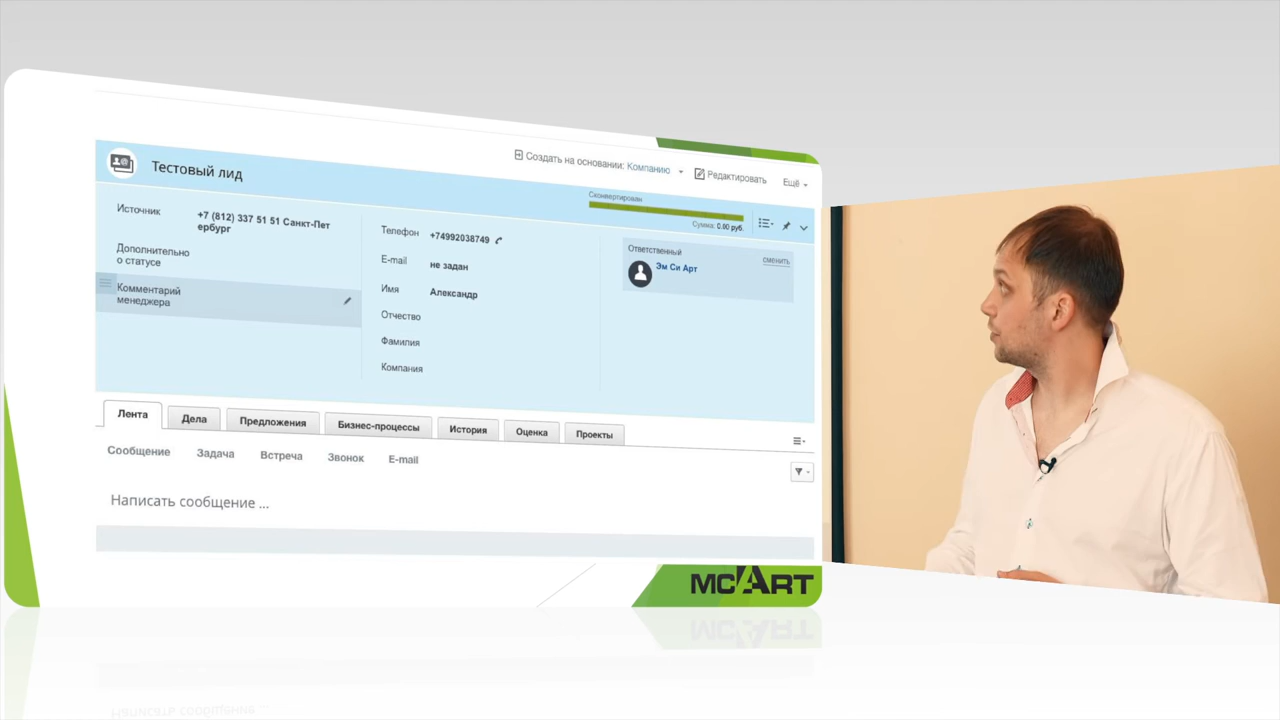 Создать на основании: Компанию
Редактировать
Ещё
Тестовый лид
Сконвертирован
Сумма: 0.00 руб.
Источник
+7 (812) 337 51 51 Санкт-Пет
ербург
Дополнительно
о статусе
Комментарий
менеджера
Телефон
+74992038749
E-mail
не задан
Имя
Александр
Отчество
Фамилия
Компания
Ответственный
сменить
Эм Си Арт
Лента
Дела
Предложения
Бизнес-процессы
История
Оценка
Проекты
Сообщение
Задача
Встреча
Звонок
E-mail
Написать сообщение ...
MCART